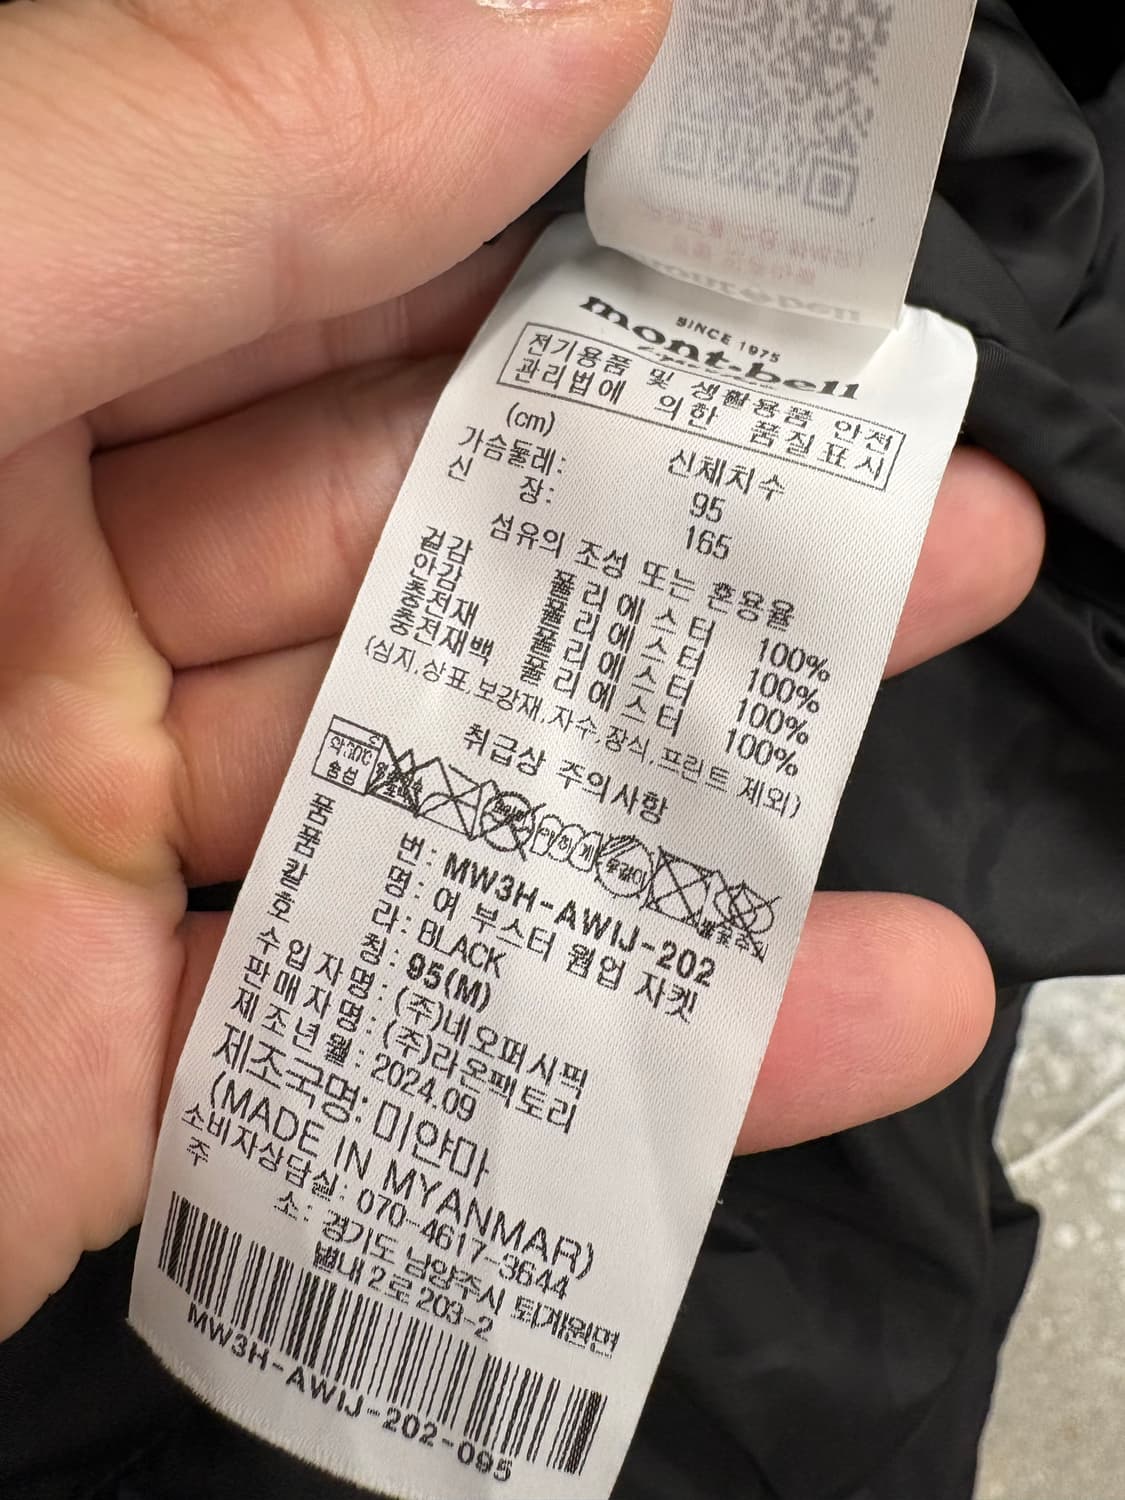 SINCE 1975
mont-bell
전기용품 및 생활용품 안전
관리법에 의한 품질표시
(cm) 신체치수
가슴둘레: 95
신 장: 165
섬유의 조성 또는 혼용율
겉감 폴리에스터 100%
안감 폴리에스터 100%
충전재 폴리에스터 100%
충전재백 폴리에스터 100%
(심지,상표,보강재,자수,장식,프린트 제외)
취급상 주의사항
약30℃
중성
약하게
품 번: MW3H-AWIJ-202
품 명: 여 부스터 웜업 자켓
칼 라: BLACK
호 칭: 95(M)
수입자명: (주)네오퍼시픽
판매자명: (주)라온팩토리
제조년월: 2024.09
제조국명: 미얀마
(MADE IN MYANMAR)
소비자상담실: 070-4617-3644
주 소: 경기도 남양주시 퇴계원면
별내2로 203-2
MW3H-AWIJ-202-095